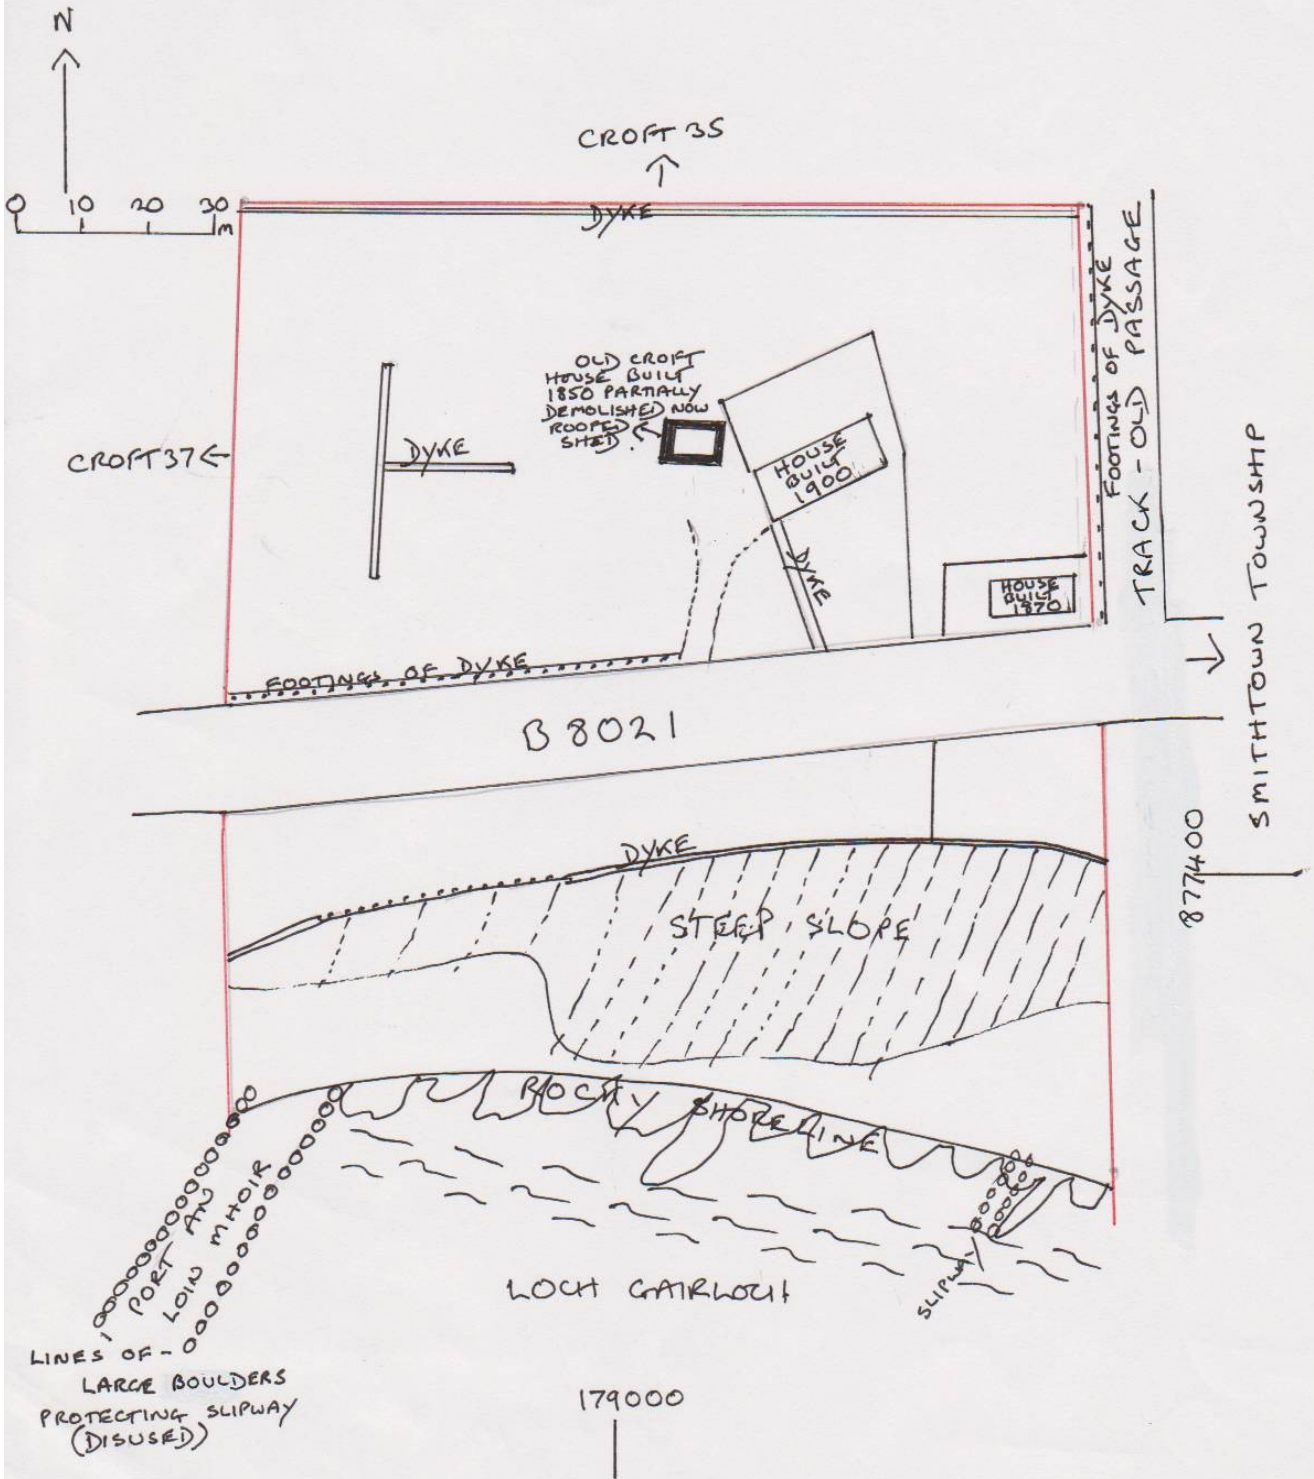 N
CROFT 35
0 10 20 30
m
DYKE
FOOTINGS OF DYKE
TRACK - OLD PASSAGE
OLD CROFT
HOUSE BUILT
1850 PARTIALLY
DEMOLISHED NOW
ROOFED
SHED.
CROFT 37
DYKE
HOUSE
BUILT
1900
DYKE
HOUSE
BUILT
1870
SMITHTOWN TOWNSHIP
FOOTINGS OF DYKE
B 8021
DYKE
877400
STEEP SLOPE
ROCKY SHORELINE
PORT AN
LOIN MHOIR
SLIPWAY
LOCH GAIRLOCH
LINES OF
LARGE BOULDERS
PROTECTING SLIPWAY
(DISUSED)
179000